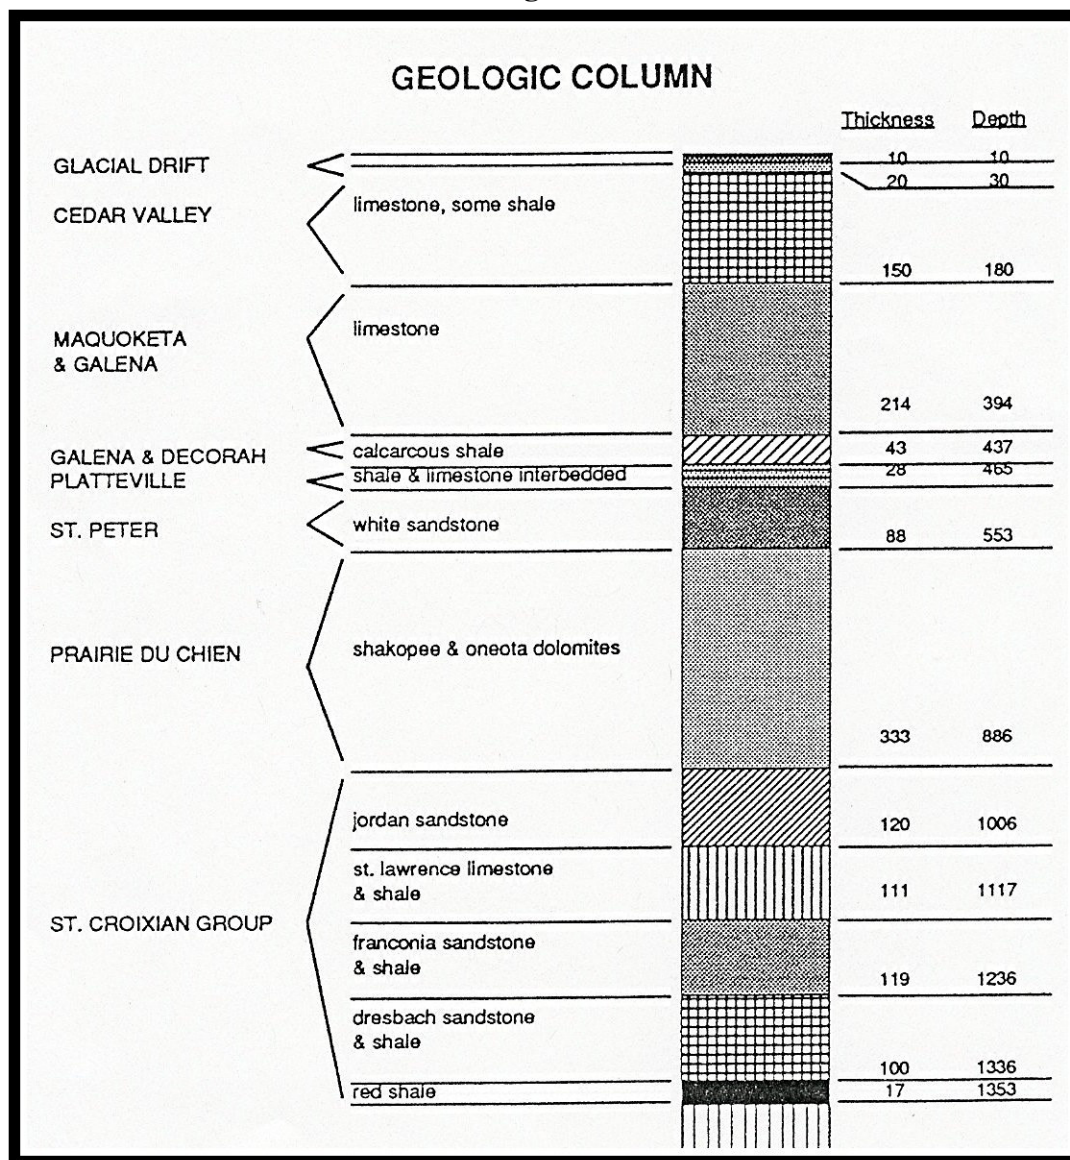 GEOLOGIC COLUMN
Thickness Depth
GLACIAL DRIFT
10 10
20 30
CEDAR VALLEY
limestone, some shale
150 180
MAQUOKETA
& GALENA
limestone
214 394
GALENA & DECORAH
calcarcous shale
43 437
PLATTEVILLE
shale & limestone interbedded
28 465
ST. PETER
white sandstone
88 553
PRAIRIE DU CHIEN
shakopee & oneota dolomites
333 886
ST. CROIXIAN GROUP
jordan sandstone
120 1006
st. lawrence limestone
& shale
111 1117
franconia sandstone
& shale
119 1236
dresbach sandstone
& shale
100 1336
red shale
17 1353